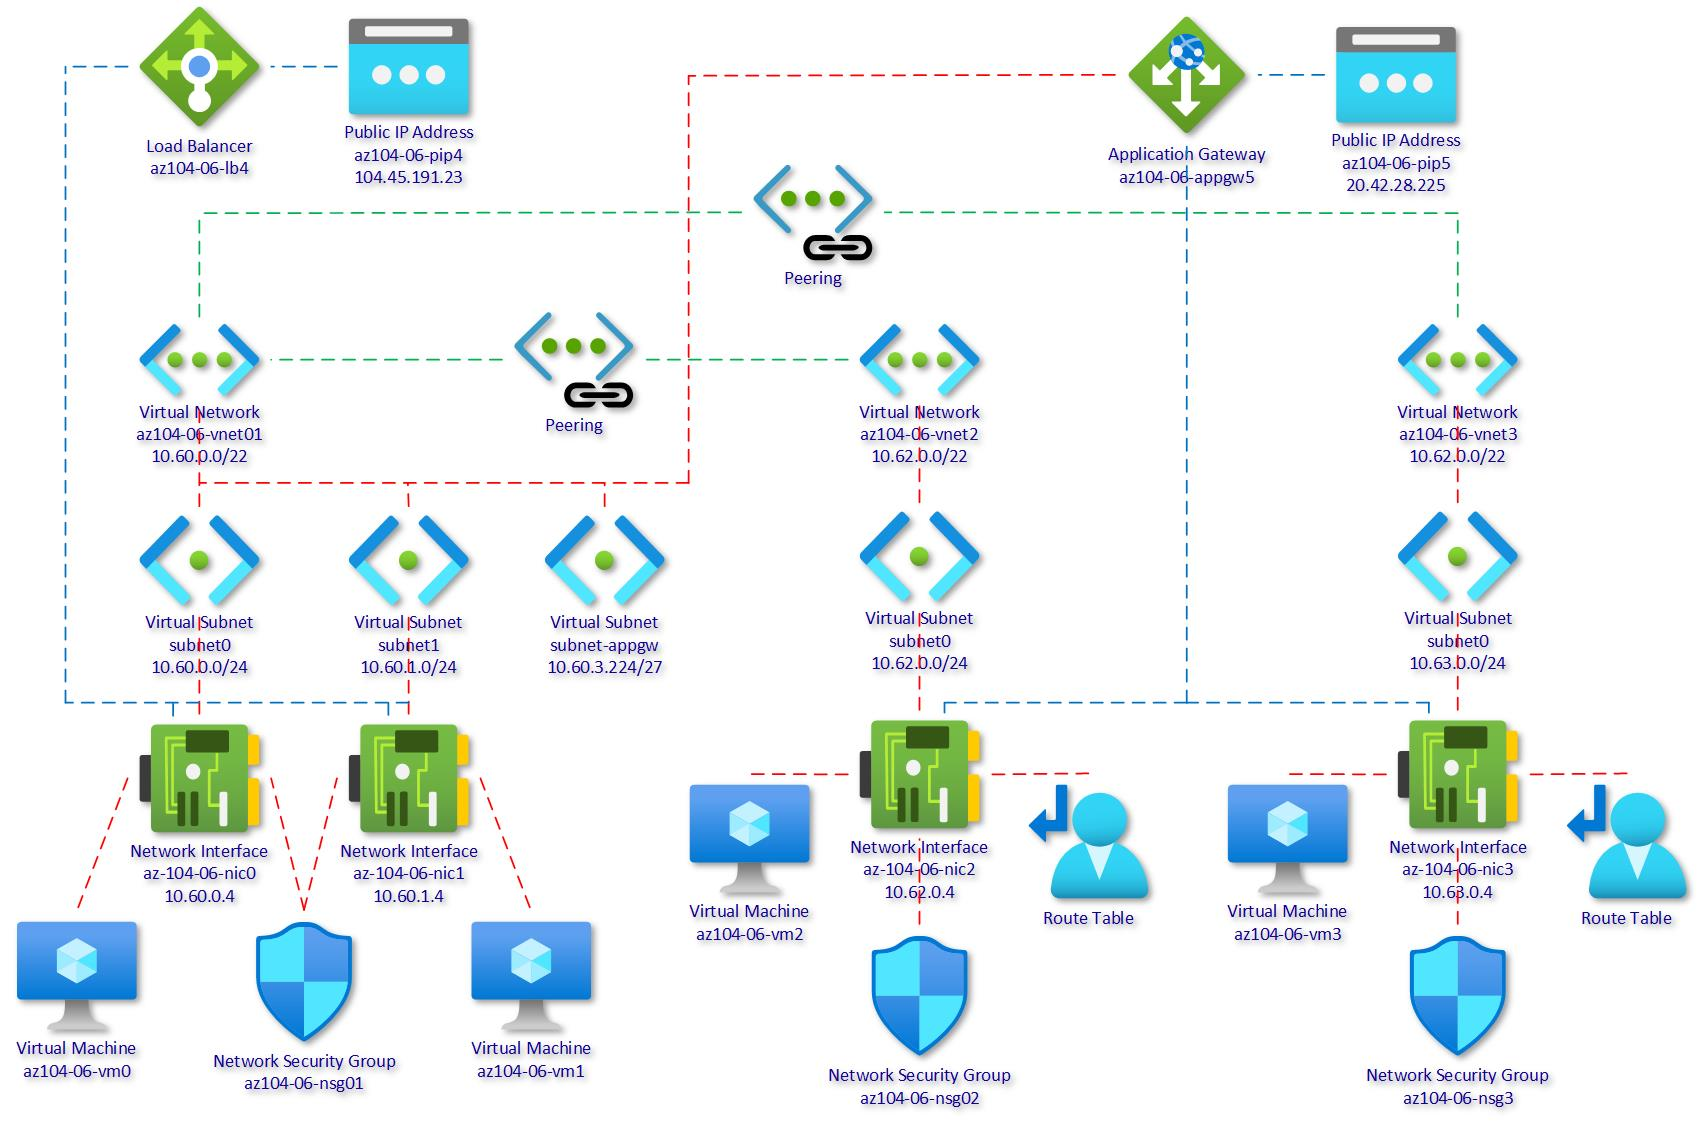 Load Balancer
az104-06-lb4
Public IP Address
az104-06-pip4
104.45.191.23
Application Gateway
az104-06-appgw5
Public IP Address
az104-06-pip5
20.42.28.225
Peering
Peering
Virtual Network
az104-06-vnet01
10.60.0.0/22
Virtual Network
az104-06-vnet2
10.62.0.0/22
Virtual Network
az104-06-vnet3
10.62.0.0/22
Virtual Subnet
subnet0
10.60.0.0/24
Virtual Subnet
subnet1
10.60.1.0/24
Virtual Subnet
subnet-appgw
10.60.3.224/27
Virtual Subnet
subnet0
10.62.0.0/24
Virtual Subnet
subnet0
10.63.0.0/24
Network Interface
az-104-06-nic0
10.60.0.4
Network Interface
az-104-06-nic1
10.60.1.4
Network Interface
az-104-06-nic2
10.62.0.4
Network Interface
az-104-06-nic3
10.63.0.4
Virtual Machine
az104-06-vm2
Route Table
Virtual Machine
az104-06-vm3
Route Table
Virtual Machine
az104-06-vm0
Network Security Group
az104-06-nsg01
Virtual Machine
az104-06-vm1
Network Security Group
az104-06-nsg02
Network Security Group
az104-06-nsg3